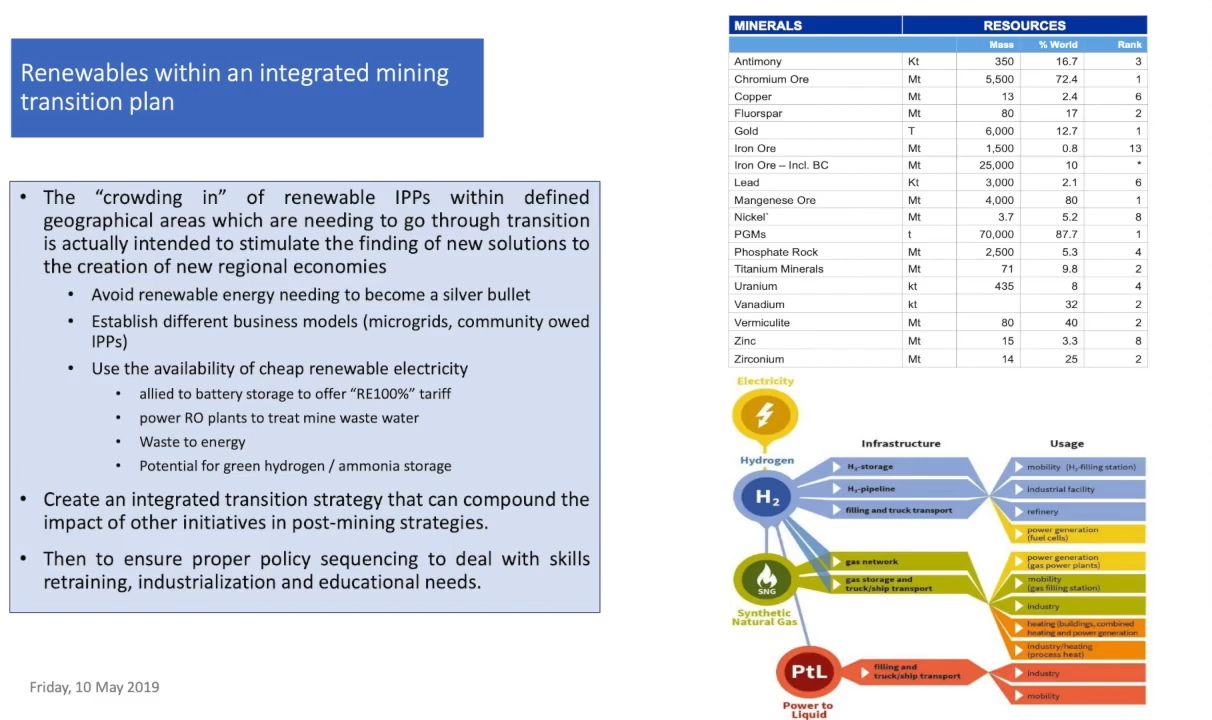 Renewables within an integrated mining
transition plan
• The “crowding in” of renewable IPPs within defined
geographical areas which are needing to go through transition
is actually intended to stimulate the finding of new solutions to
the creation of new regional economies
• Avoid renewable energy needing to become a silver bullet
• Establish different business models (microgrids, community owed
IPPs)
• Use the availability of cheap renewable electricity
• allied to battery storage to offer “RE100%” tariff
• power RO plants to treat mine waste water
• Waste to energy
• Potential for green hydrogen / ammonia storage
• Create an integrated transition strategy that can compound the
impact of other initiatives in post-mining strategies.
• Then to ensure proper policy sequencing to deal with skills
retraining, industrialization and educational needs.
Friday, 10 May 2019
MINERALS RESOURCES
Mass % World Rank
Antimony Kt 350 16.7 3
Chromium Ore Mt 5,500 72.4 1
Copper Mt 13 2.4 6
Fluorspar Mt 80 17 2
Gold T 6,000 12.7 1
Iron Ore Mt 1,500 0.8 13
Iron Ore – Incl. BC Mt 25,000 10 *
Lead Kt 3,000 2.1 6
Mangenese Ore Mt 4,000 80 1
Nickel` Mt 3.7 5.2 8
PGMs t 70,000 87.7 1
Phosphate Rock Mt 2,500 5.3 4
Titanium Minerals Mt 71 9.8 2
Uranium kt 435 8 4
Vanadium kt 32 2
Vermiculite Mt 80 40 2
Zinc Mt 15 3.3 8
Zirconium Mt 14 25 2
Electricity
Infrastructure Usage
Hydrogen
H₂
H₂-storage
H₂-pipeline
filling and truck transport
mobility (H₂-filling station)
industrial facility
refinery
power generation
(fuel cells)
SNG
Synthetic
Natural Gas
gas network
gas storage and
truck/ship transport
power generation
(gas power plants)
mobility
(gas filling station)
industry
heating (buildings, combined
heating and power generation
industry/heating
(process heat)
PtL
Power to
Liquid
filling and
truck/ship transport
industry
mobility